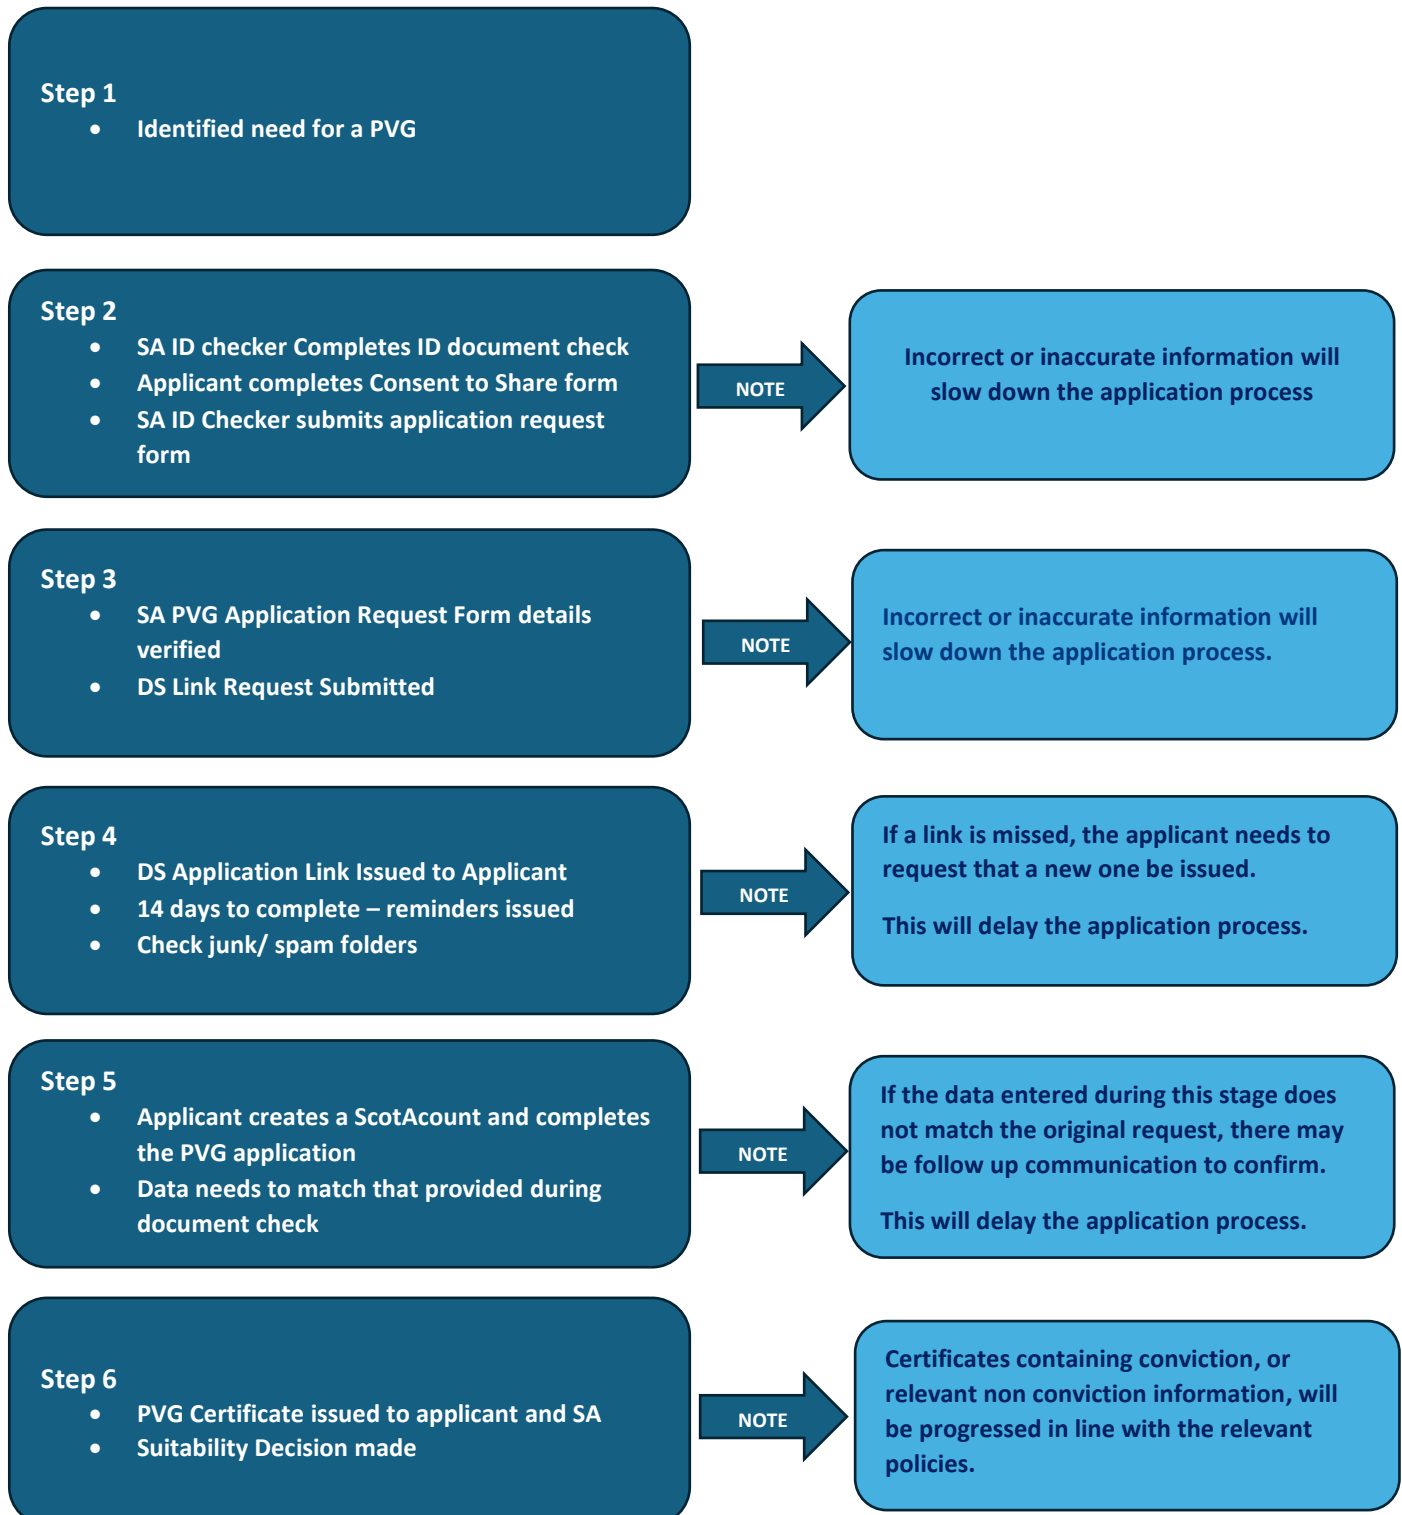 Step 1
• Identified need for a PVG
Step 2
• SA ID checker Completes ID document check
• Applicant completes Consent to Share form
• SA ID Checker submits application request
form
NOTE
Incorrect or inaccurate information will
slow down the application process
Step 3
• SA PVG Application Request Form details
verified
• DS Link Request Submitted
NOTE
Incorrect or inaccurate information will
slow down the application process.
Step 4
• DS Application Link Issued to Applicant
• 14 days to complete – reminders issued
• Check junk/ spam folders
NOTE
If a link is missed, the applicant needs to
request that a new one be issued.
This will delay the application process.
Step 5
• Applicant creates a ScotAcount and completes
the PVG application
• Data needs to match that provided during
document check
NOTE
If the data entered during this stage does
not match the original request, there may
be follow up communication to confirm.
This will delay the application process.
Step 6
• PVG Certificate issued to applicant and SA
• Suitability Decision made
NOTE
Certificates containing conviction, or
relevant non conviction information, will
be progressed in line with the relevant
policies.